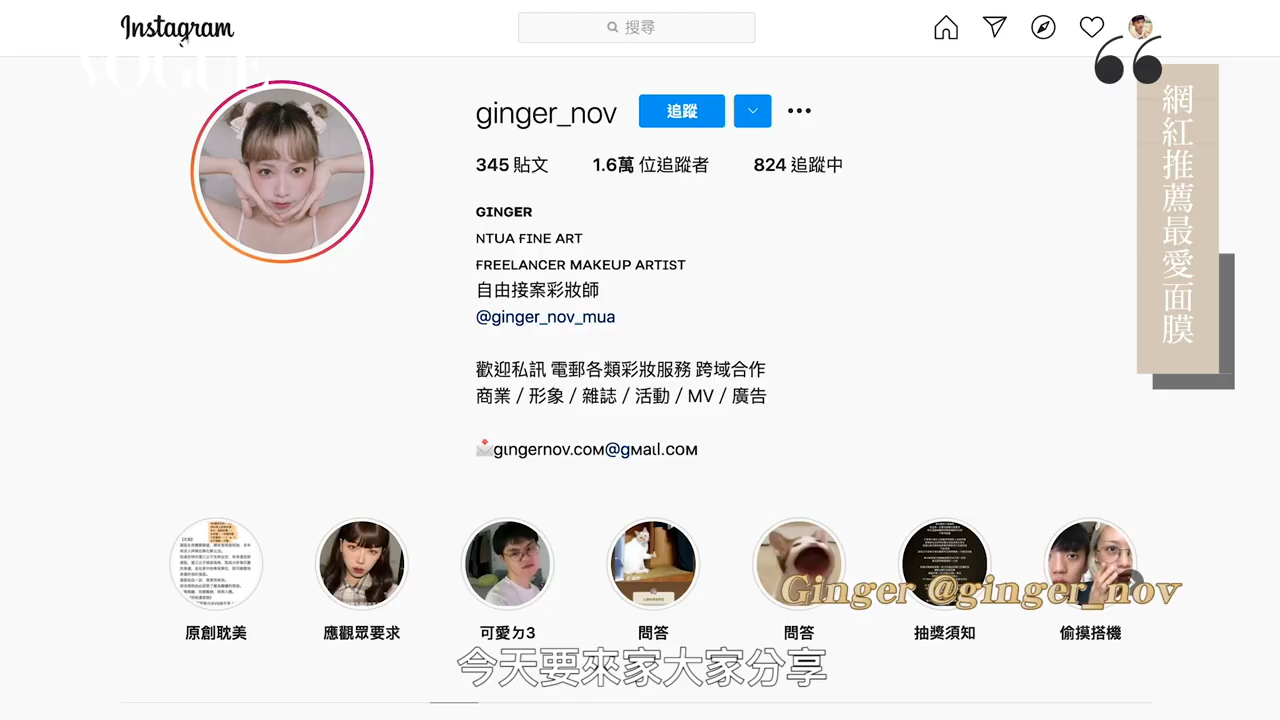 Instagram
搜尋
VOGUE
ginger_nov
追蹤
345 貼文
1.6萬 位追蹤者
824 追蹤中
GINGER
NTUA FINE ART
FREELANCER MAKEUP ARTIST
自由接案彩妝師
@ginger_nov_mua
歡迎私訊 電郵各類彩妝服務 跨域合作
商業 / 形象 / 雜誌 / 活動 / MV / 廣告
gιngernov.coм@gмaιl.coм
網紅推薦最愛面膜
Ginger @ginger_nov
原創耽美
應觀眾要求
可愛ㄉ3
問答
問答
抽獎須知
偷摸搭機
今天要來家大家分享